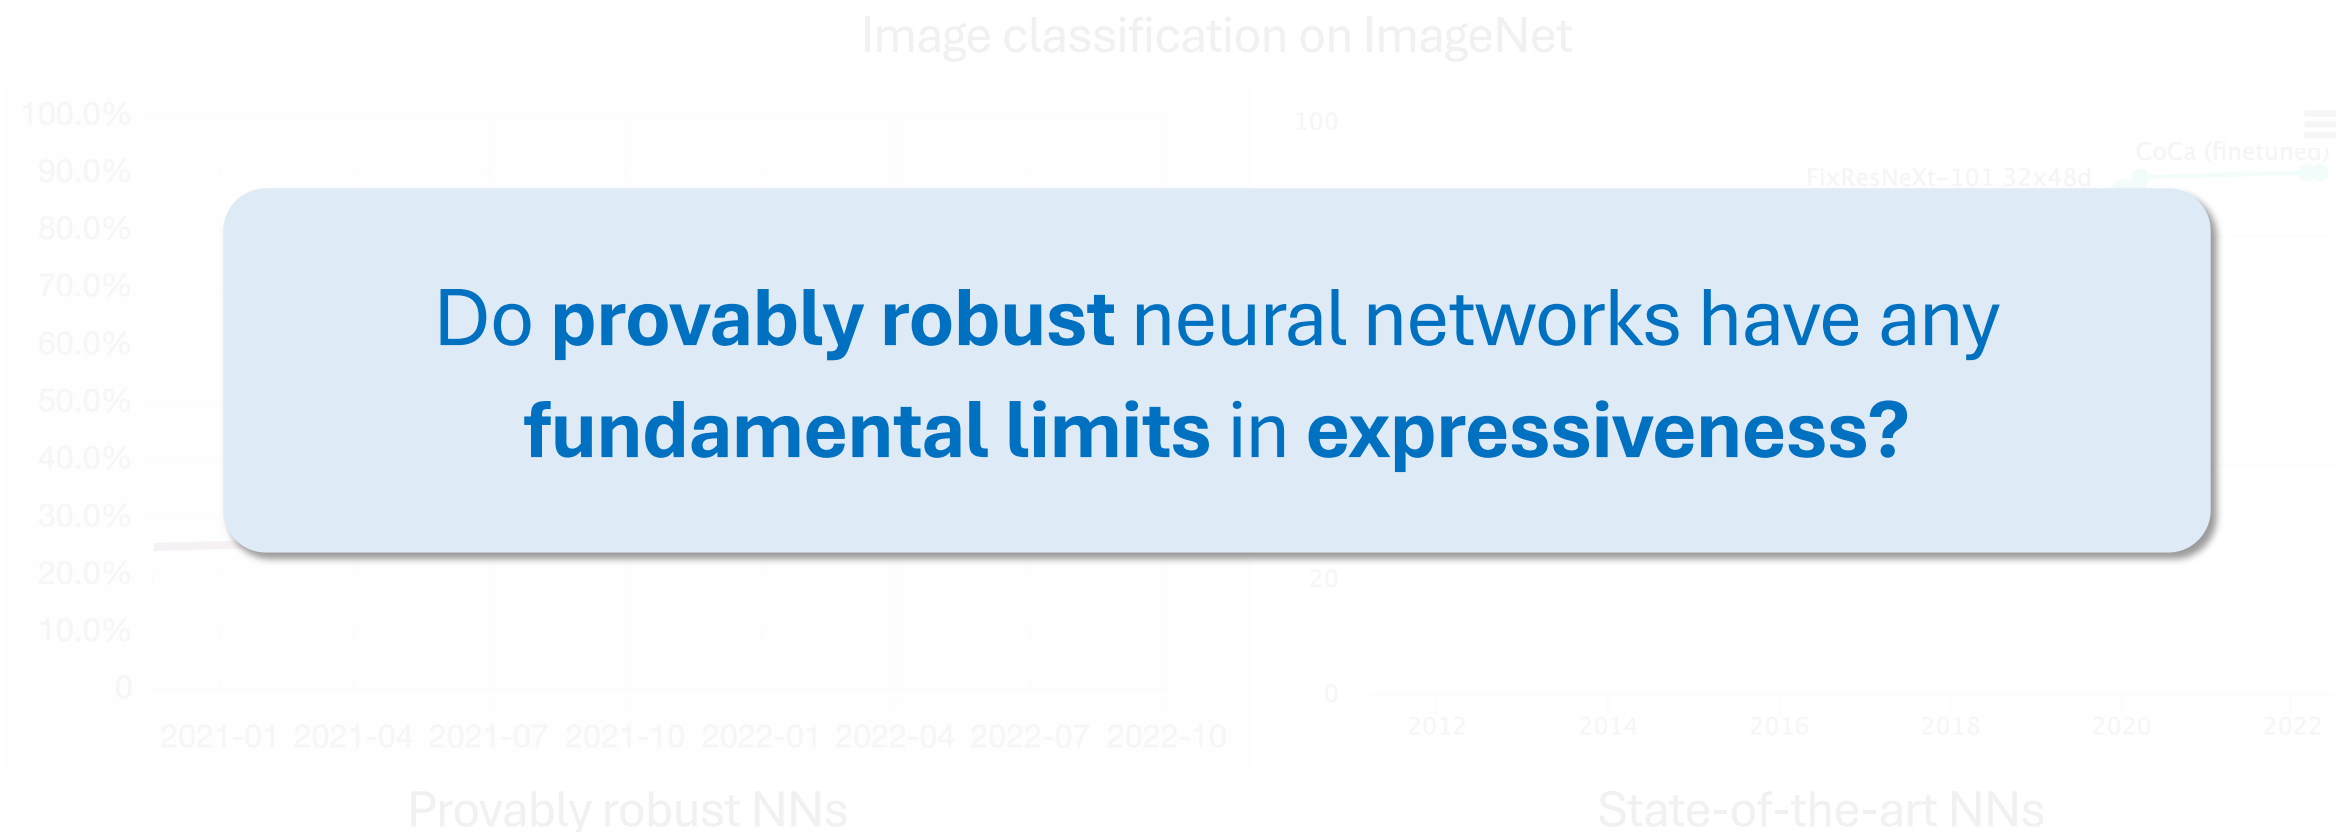 Image classification on ImageNet
100.0%
90.0%
80.0%
70.0%
60.0%
50.0%
40.0%
30.0%
20.0%
10.0%
0
2021-01 2021-04 2021-07 2021-10 2022-01 2022-04 2022-07 2022-10
Provably robust NNs
100
CoCa (finetuned)
FixResNeXt-101 32x48d
20
0
2012 2014 2016 2018 2020 2022
State-of-the-art NNs
Do provably robust neural networks have any
fundamental limits in expressiveness?